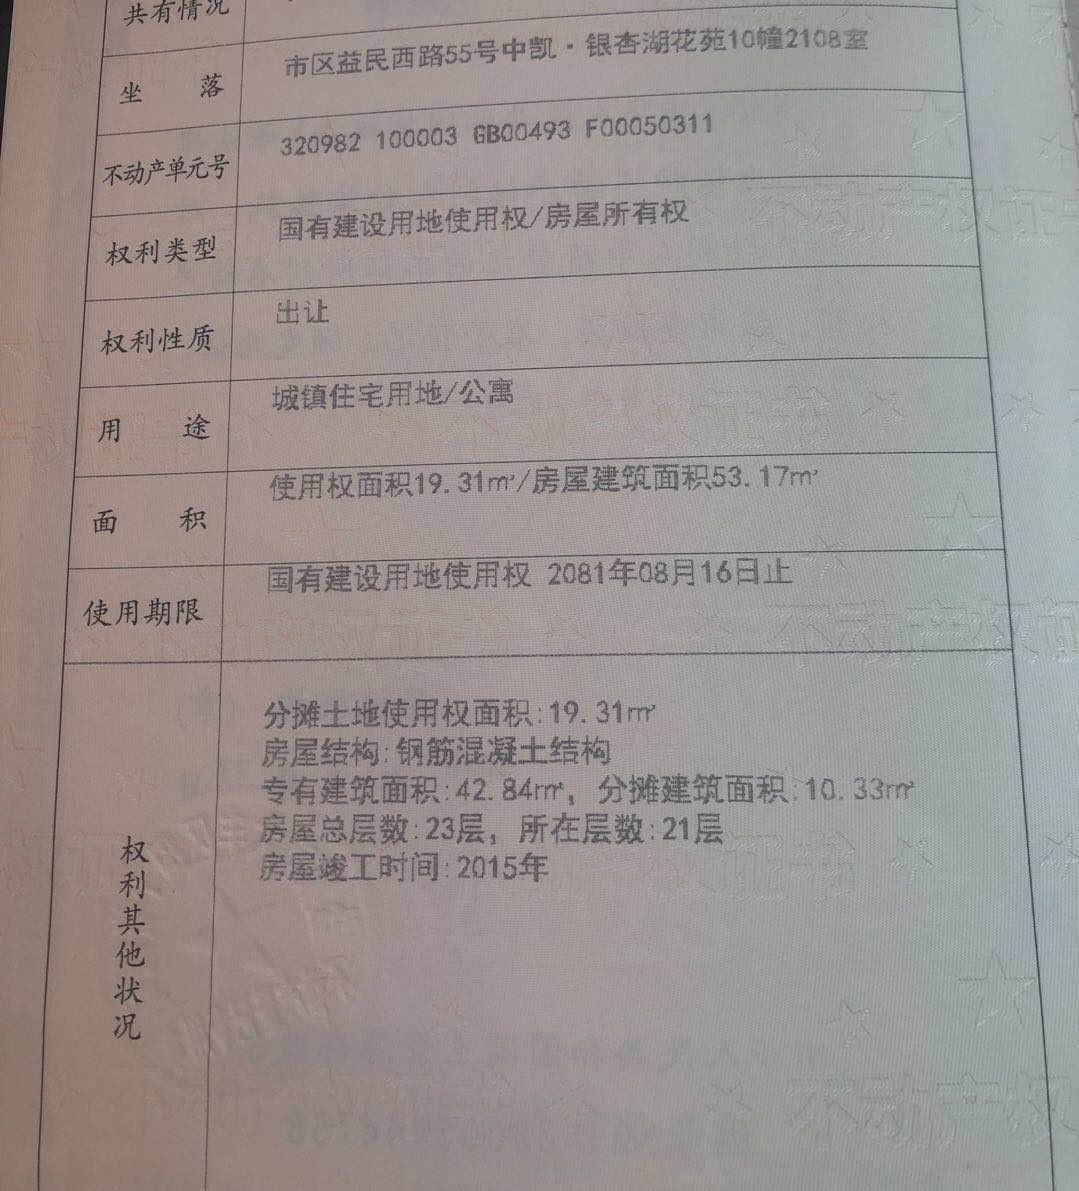 共有情况
坐落 市区益民西路55号中凯·银杏湖花苑10幢2108室
不动产单元号 320982 100003 GB00493 F00050311
权利类型 国有建设用地使用权/房屋所有权
权利性质 出让
用途 城镇住宅用地/公寓
面积 使用权面积19.31㎡/房屋建筑面积53.17㎡
使用期限 国有建设用地使用权 2081年08月16日止
权利其他状况
分摊土地使用权面积:19.31㎡
房屋结构:钢筋混凝土结构
专有建筑面积:42.84㎡，分摊建筑面积:10.33㎡
房屋总层数:23层，所在层数:21层
房屋竣工时间:2015年